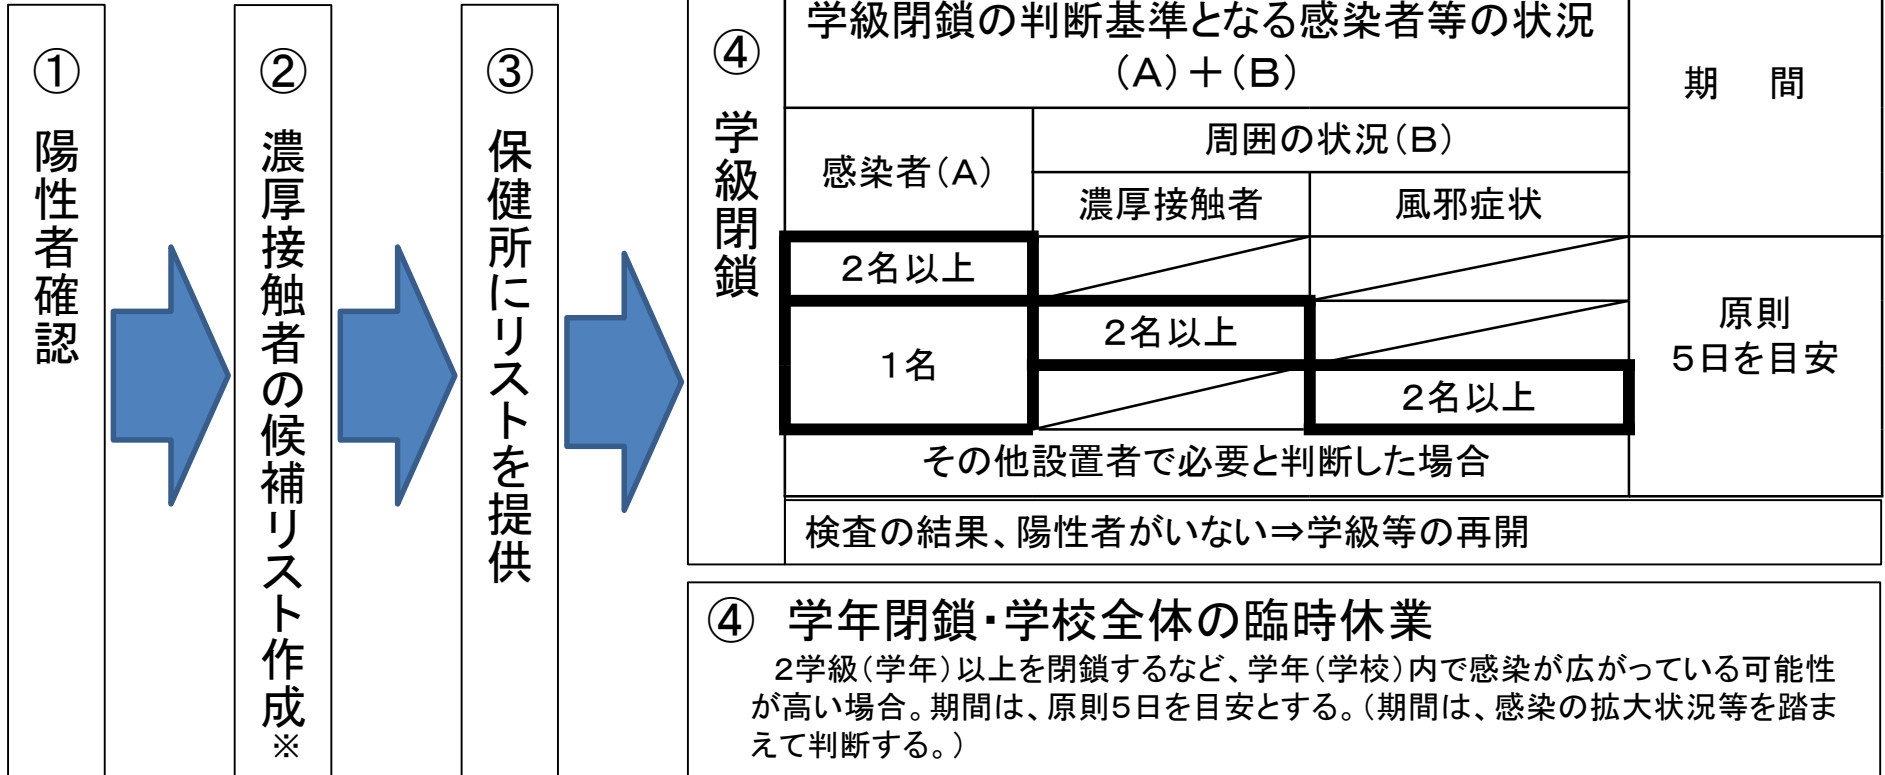 ① 陽性者確認
② 濃厚接触者の候補リスト作成※
③ 保健所にリストを提供
④ 学級閉鎖
学級閉鎖の判断基準となる感染者等の状況
(A)+(B)
期 間
感染者(A)
周囲の状況(B)
濃厚接触者
風邪症状
2名以上
1名
2名以上
2名以上
原則
5日を目安
その他設置者で必要と判断した場合
検査の結果、陽性者がいない⇒学級等の再開
④ 学年閉鎖・学校全体の臨時休業
2学級(学年)以上を閉鎖するなど、学年(学校)内で感染が広がっている可能性
が高い場合。期間は、原則5日を目安とする。(期間は、感染の拡大状況等を踏ま
えて判断する。)